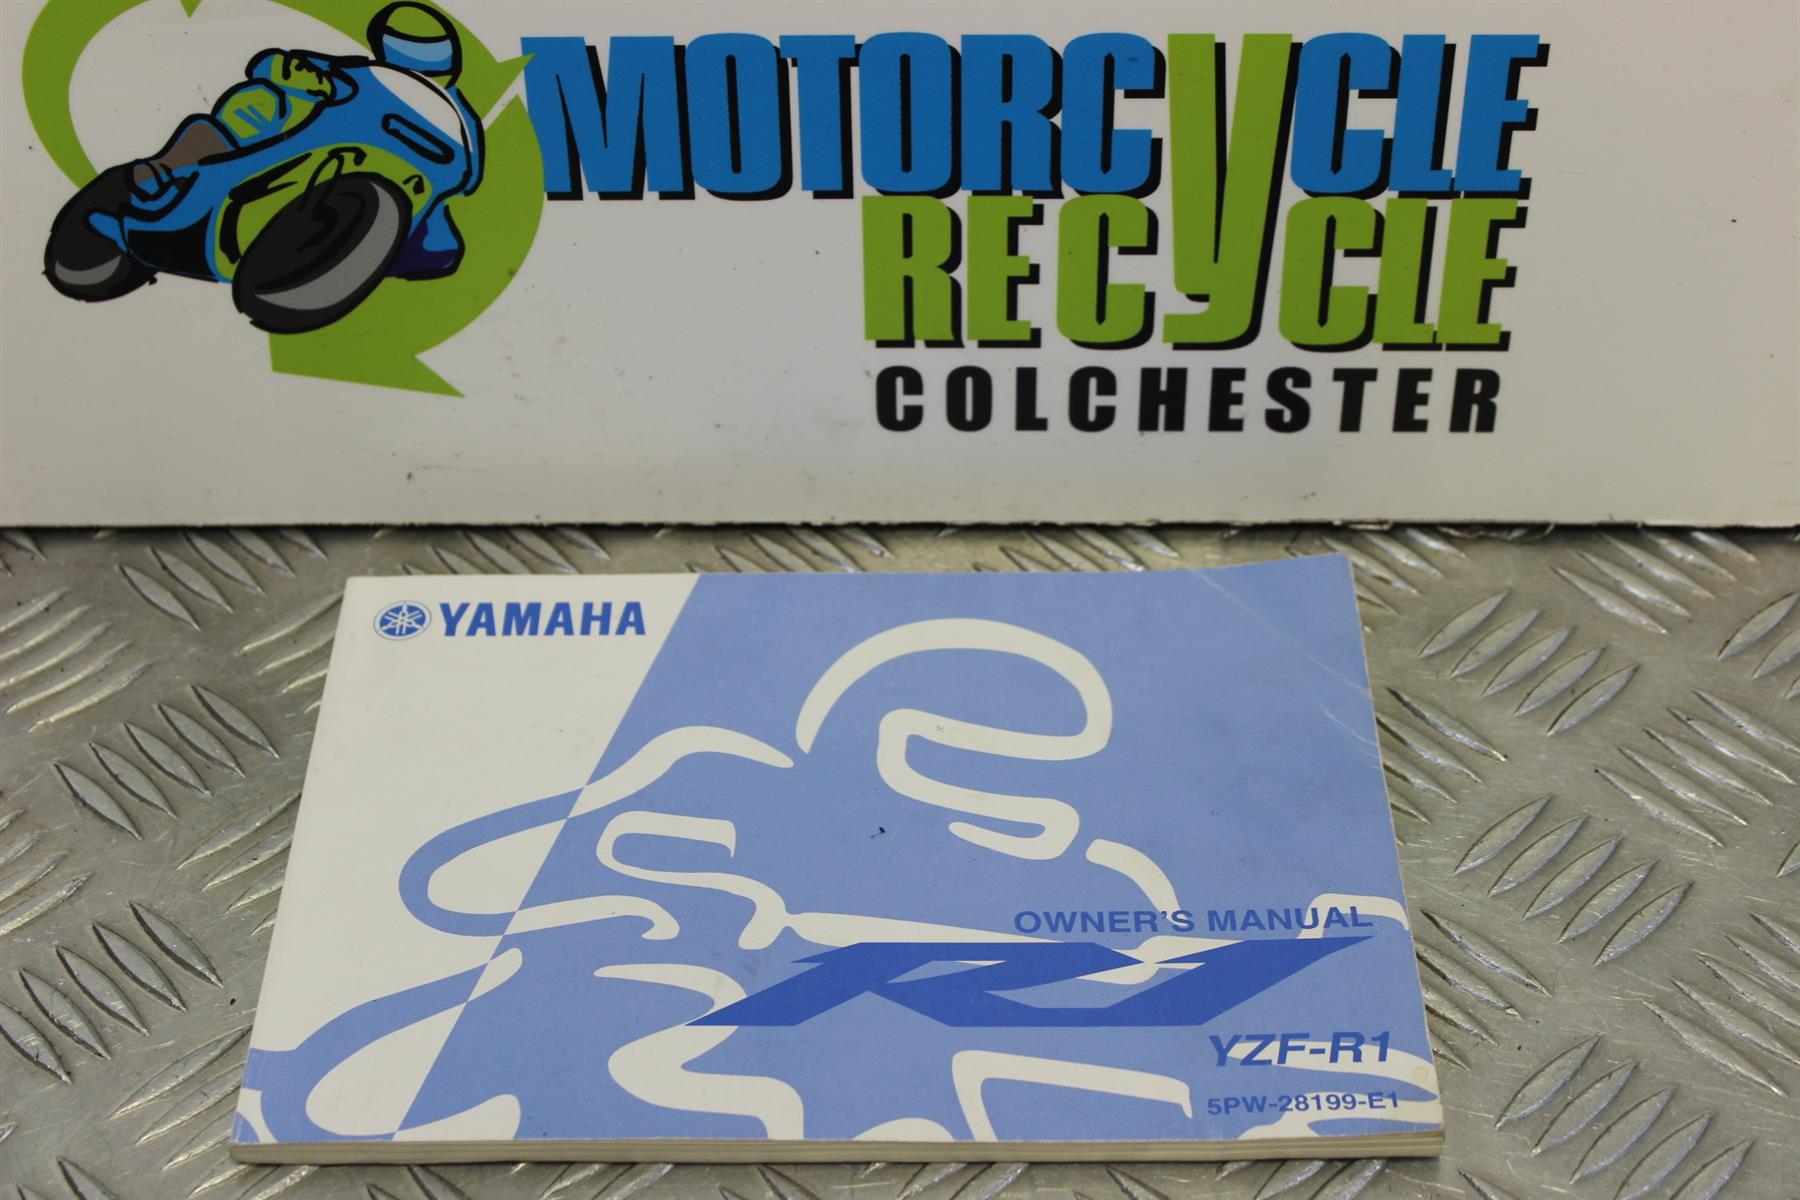 MOTORCYCLE
RECYCLE
COLCHESTER
YAMAHA
OWNER'S MANUAL
R1
YZF-R1
5PW-28199-E1